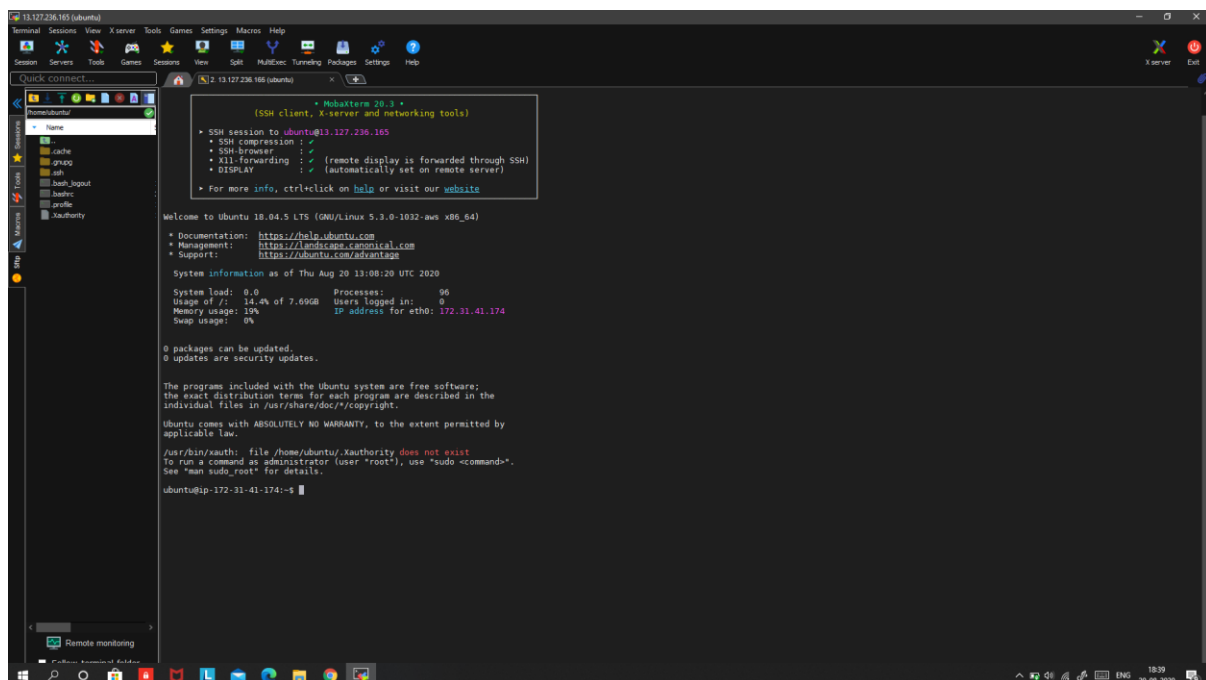 13.127.236.165 (ubuntu)
Terminal Sessions View X server Tools Games Settings Macros Help
Session Servers Tools Games Sessions View Split MultiExec Tunneling Packages Settings Help X server Exit
Quick connect... 2. 13.127.236.165 (ubuntu)
/home/ubuntu/
Name
..
.cache
.gnupg
.ssh
.bash_logout
.bashrc
.profile
.Xauthority
Sessions
Tools
Macros
Sftp
• MobaXterm 20.3 •
(SSH client, X-server and networking tools)
▸ SSH session to ubuntu@13.127.236.165
• SSH compression : ✓
• SSH-browser : ✓
• X11-forwarding : ✓ (remote display is forwarded through SSH)
• DISPLAY : ✓ (automatically set on remote server)
▸ For more info, ctrl+click on help or visit our website
Welcome to Ubuntu 18.04.5 LTS (GNU/Linux 5.3.0-1032-aws x86_64)
* Documentation: https://help.ubuntu.com
* Management: https://landscape.canonical.com
* Support: https://ubuntu.com/advantage
System information as of Thu Aug 20 13:08:20 UTC 2020
System load: 0.0 Processes: 96
Usage of /: 14.4% of 7.69GB Users logged in: 0
Memory usage: 19% IP address for eth0: 172.31.41.174
Swap usage: 0%
0 packages can be updated.
0 updates are security updates.
The programs included with the Ubuntu system are free software;
the exact distribution terms for each program are described in the
individual files in /usr/share/doc/*/copyright.
Ubuntu comes with ABSOLUTELY NO WARRANTY, to the extent permitted by
applicable law.
/usr/bin/xauth: file /home/ubuntu/.Xauthority does not exist
To run a command as administrator (user "root"), use "sudo <command>".
See "man sudo_root" for details.
ubuntu@ip-172-31-41-174:~$
Remote monitoring
Follow terminal folder
ENG
18:39
20-08-2020